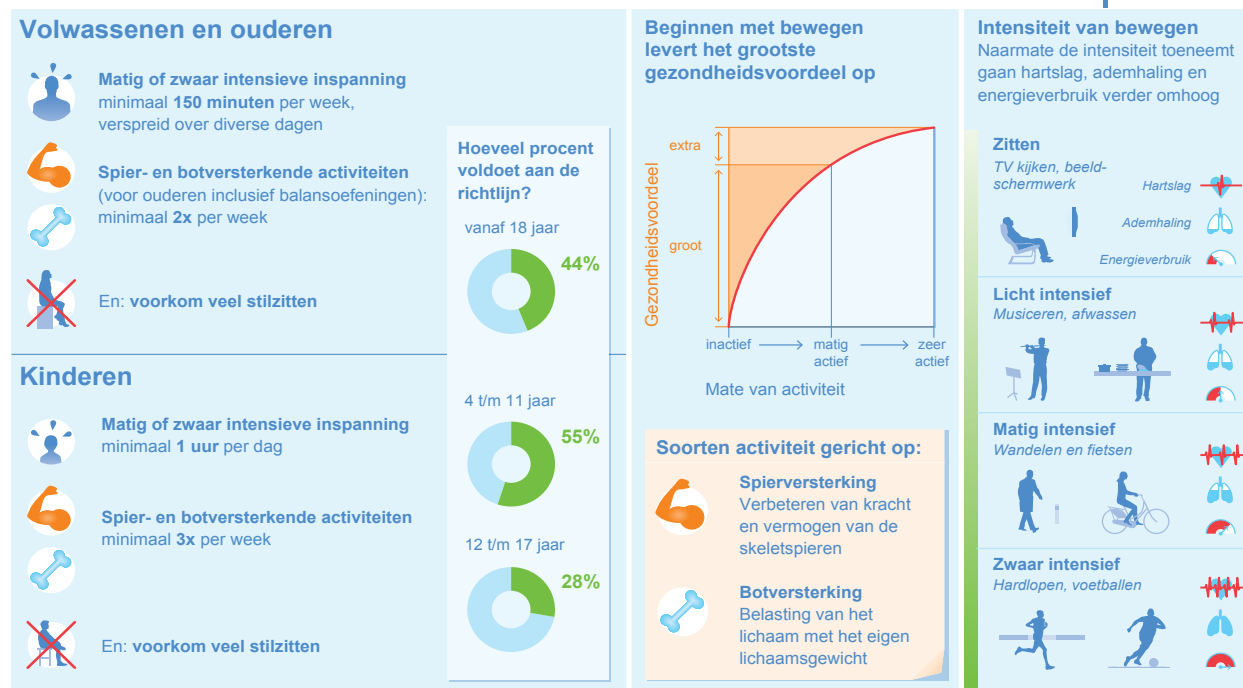 Volwassenen en ouderen
Matig of zwaar intensieve inspanning
minimaal 150 minuten per week,
verspreid over diverse dagen
Spier- en botversterkende activiteiten
(voor ouderen inclusief balansoefeningen):
minimaal 2x per week
En: voorkom veel stilzitten
Kinderen
Matig of zwaar intensieve inspanning
minimaal 1 uur per dag
Spier- en botversterkende activiteiten
minimaal 3x per week
En: voorkom veel stilzitten
Hoeveel procent
voldoet aan de
richtlijn?
vanaf 18 jaar
44%
4 t/m 11 jaar
55%
12 t/m 17 jaar
28%
Beginnen met bewegen
levert het grootste
gezondheidsvoordeel op
Gezondheidsvoordeel
extra
groot
inactief
matig
actief
zeer
actief
Mate van activiteit
Soorten activiteit gericht op:
Spierversterking
Verbeteren van kracht
en vermogen van de
skeletspieren
Botversterking
Belasting van het
lichaam met het eigen
lichaamsgewicht
Intensiteit van bewegen
Naarmate de intensiteit toeneemt
gaan hartslag, ademhaling en
energieverbruik verder omhoog
Zitten
TV kijken, beeld-
schermwerk
Hartslag
Ademhaling
Energieverbruik
Licht intensief
Musiceren, afwassen
Matig intensief
Wandelen en fietsen
Zwaar intensief
Hardlopen, voetballen